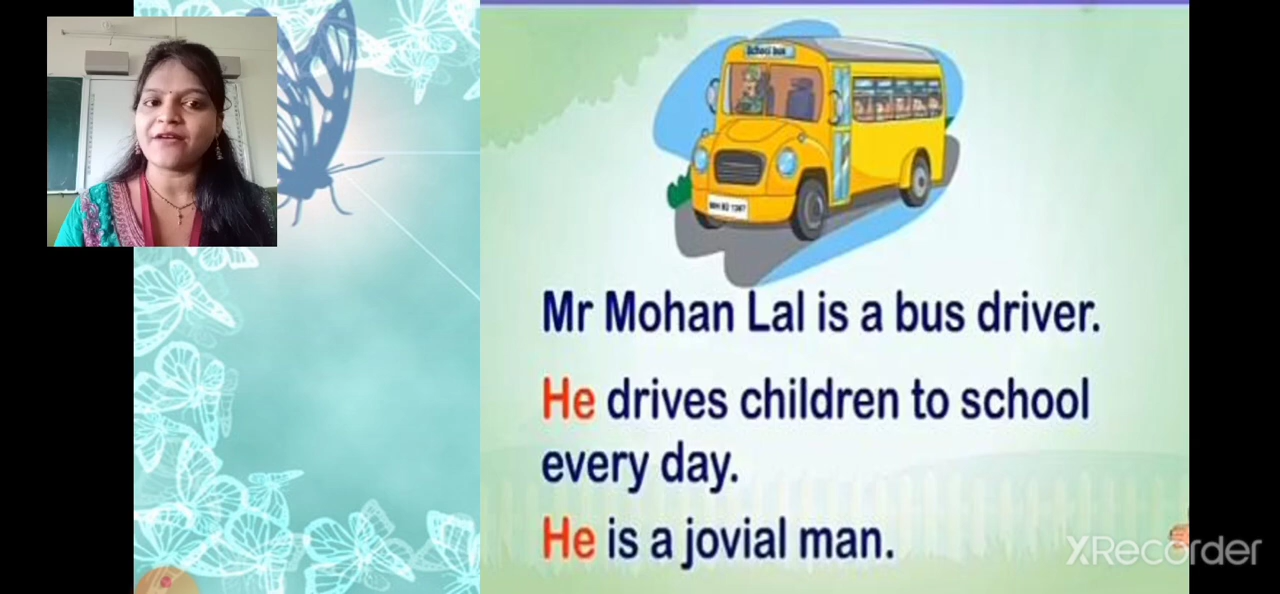 School bus
Mr Mohan Lal is a bus driver.
He drives children to school
every day.
He is a jovial man.
XRecorder